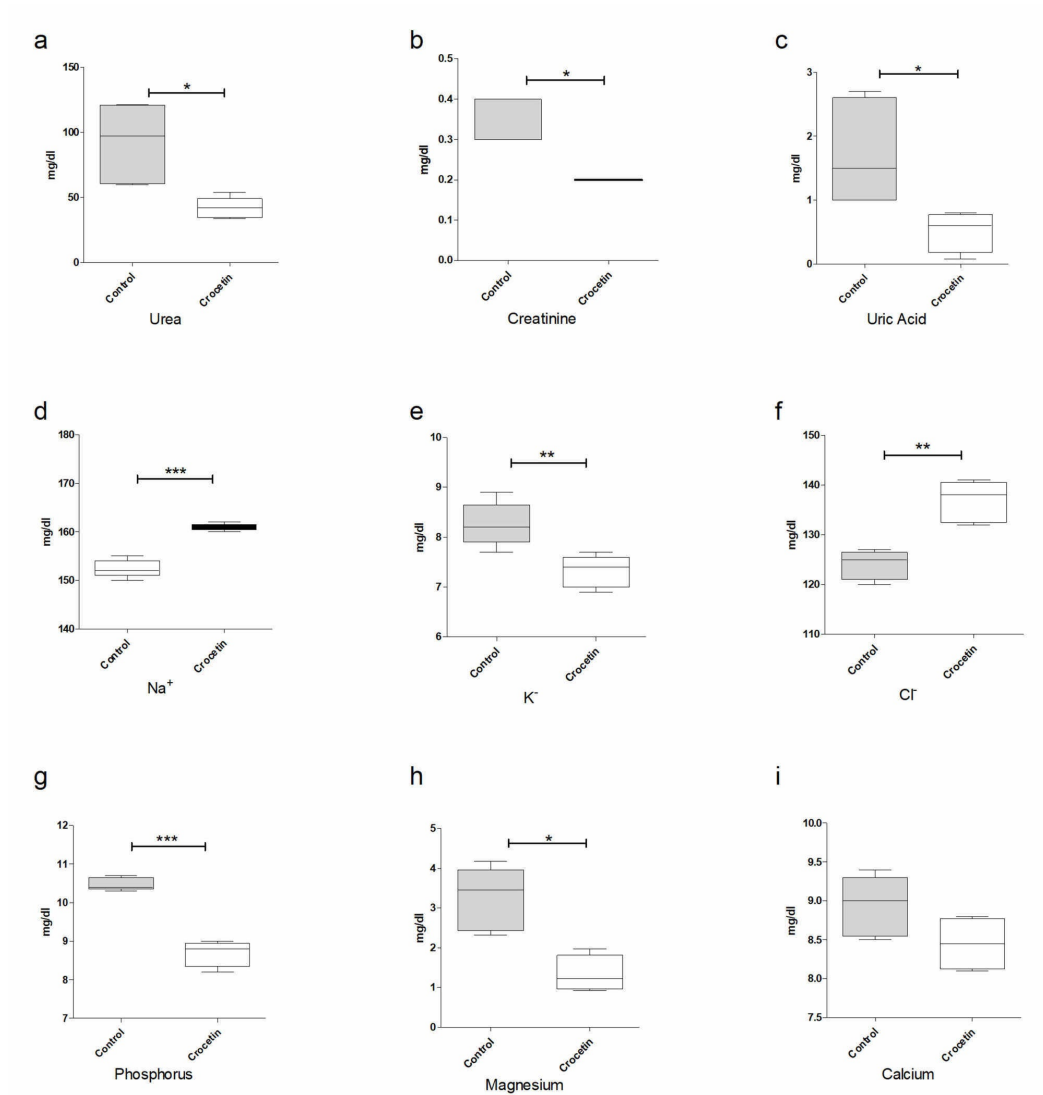 a
150
100
50
0
mg/dl
*
Control
Crocetin
Urea
b
0.5
0.4
0.3
0.2
0.1
0.0
mg/dl
*
Control
Crocetin
Creatinine
c
3
2
1
0
mg/dl
*
Control
Crocetin
Uric Acid
d
180
170
160
150
140
mg/dl
***
Control
Crocetin
Na⁺
e
10
9
8
7
6
mg/dl
**
Control
Crocetin
K⁻
f
150
140
130
120
110
mg/dl
**
Control
Crocetin
Cl⁻
g
12
11
10
9
8
7
mg/dl
***
Control
Crocetin
Phosphorus
h
5
4
3
2
1
0
mg/dl
*
Control
Crocetin
Magnesium
i
10.0
9.5
9.0
8.5
8.0
7.5
mg/dl
Control
Crocetin
Calcium